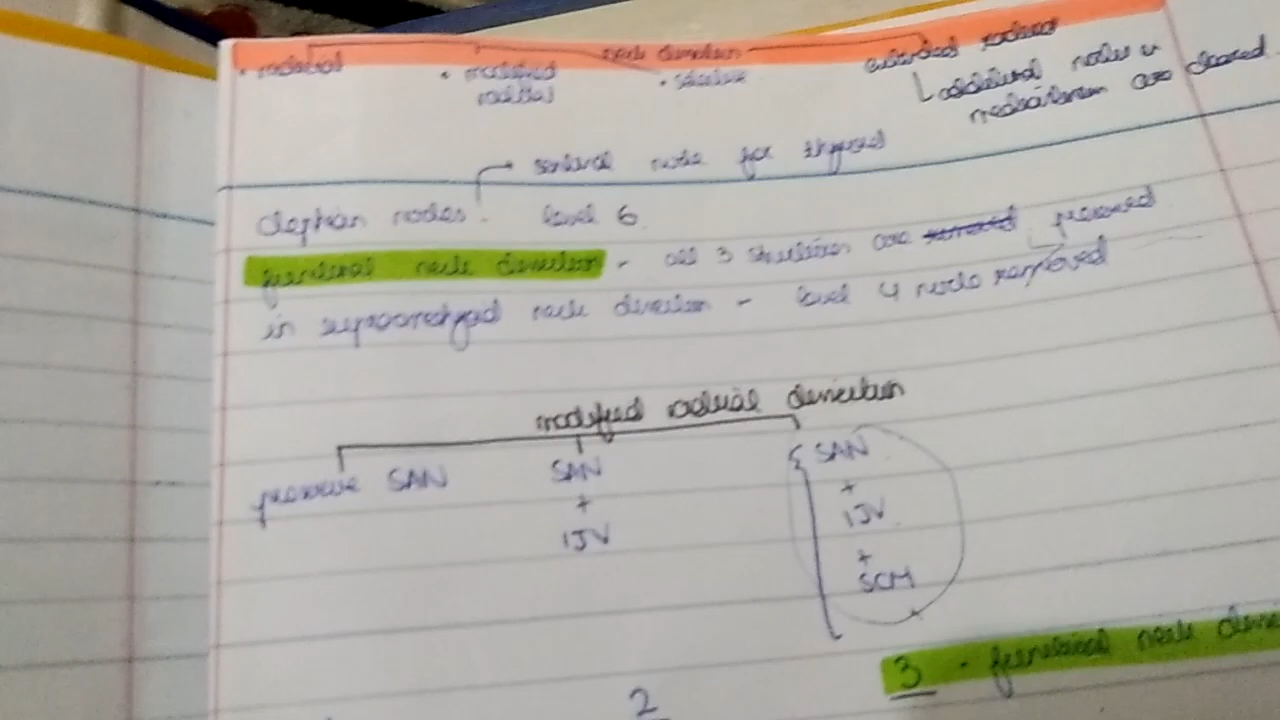 neck dissection
• radical • modified radical • selective extended radical
additional nodes in mediastinum are cleared
→ sentinel node for thyroid
delphian nodes - level 6
functional neck dissection - all 3 structures are preserved
in supraomohyoid neck dissection - level 4 nodes removed
modified radical dissection
preserve SAN SAN SAN
+ +
IJV IJV
+
SCM
3 - functional neck
2